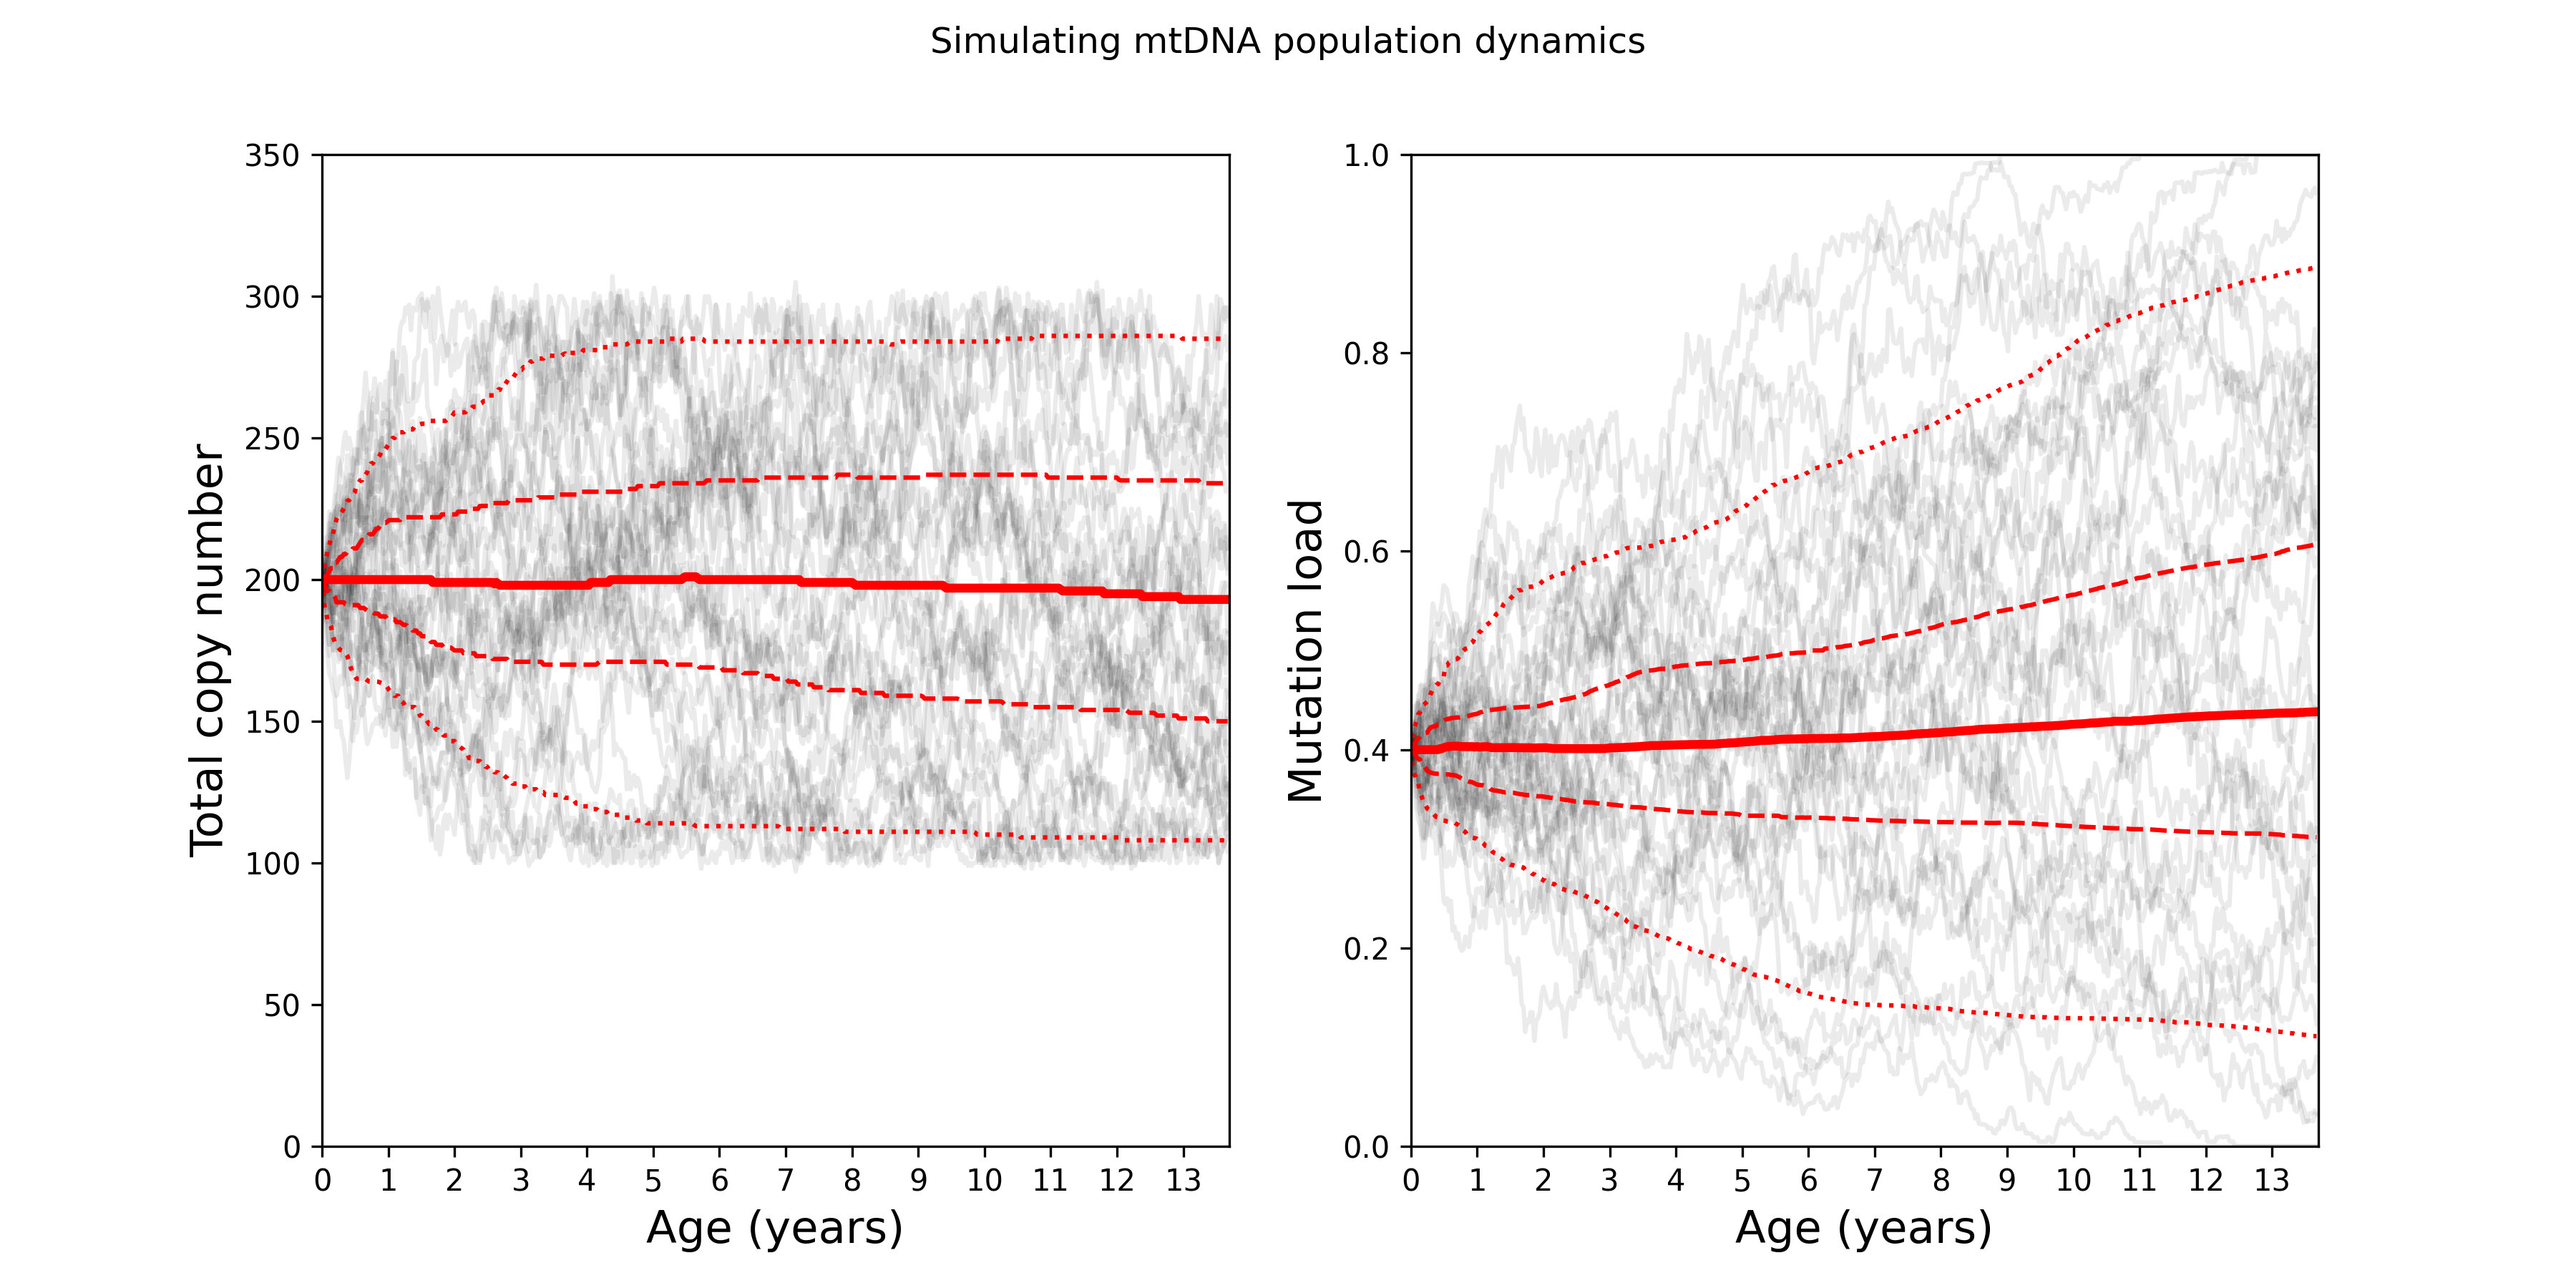 Simulating mtDNA population dynamics
Total copy number
350
300
250
200
150
100
50
0
0 1 2 3 4 5 6 7 8 9 10 11 12 13
Age (years)
Mutation load
1.0
0.8
0.6
0.4
0.2
0.0
0 1 2 3 4 5 6 7 8 9 10 11 12 13
Age (years)